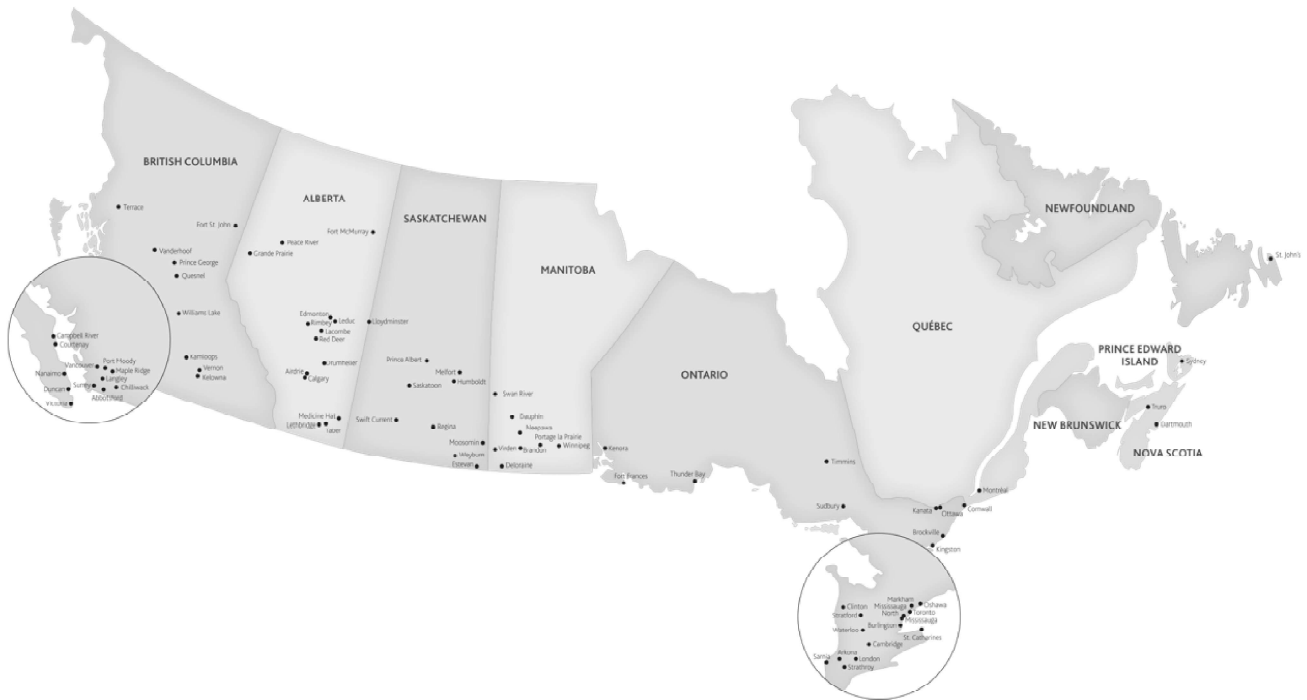 BRITISH COLUMBIA
Terrace
Fort St. John
Vanderhoof
Prince George
Quesnel
Williams Lake
Kamloops
Vernon
Kelowna
Campbell River
Courtenay
Port Moody
Vancouver
Maple Ridge
Nanaimo
Langley
Surrey
Chilliwack
Duncan
Abbotsford
Victoria
ALBERTA
Fort McMurray
Peace River
Grande Prairie
Edmonton
Leduc
Rimbey
Lacombe
Red Deer
Drumheller
Airdrie
Calgary
Medicine Hat
Lethbridge
Taber
SASKATCHEWAN
Lloydminster
Prince Albert
Melfort
Humboldt
Saskatoon
Swift Current
Regina
Moosomin
Weyburn
Estevan
MANITOBA
Swan River
Dauphin
Neepawa
Portage la Prairie
Winnipeg
Virden
Brandon
Deloraine
ONTARIO
Kenora
Fort Frances
Thunder Bay
Timmins
Sudbury
Kanata
Ottawa
Cornwall
Brockville
Kingston
Markham
Clinton
Mississauga
North
Oshawa
Stratford
Toronto
Mississauga
Burlington
Waterloo
St. Catharines
Cambridge
Sarnia
Arkona
London
Strathroy
QUÉBEC
Montréal
NEWFOUNDLAND
St. John's
PRINCE EDWARD
ISLAND
Sydney
NEW BRUNSWICK
Truro
Dartmouth
NOVA SCOTIA